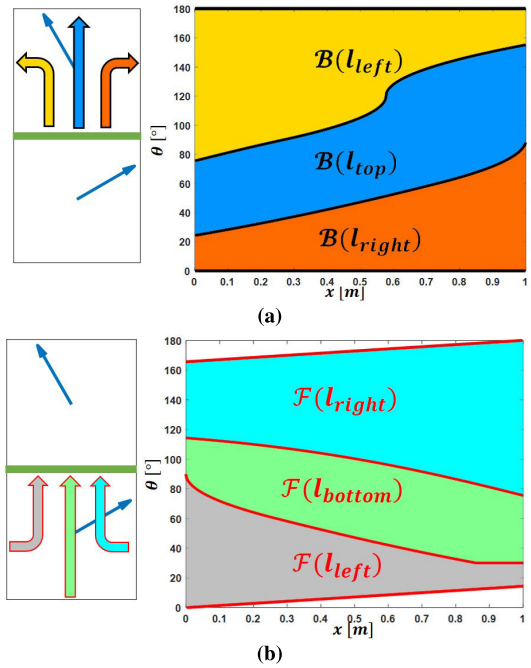 180
160
140
120
100
80
60
40
20
0
θ [°]
B(l_left)
B(l_top)
B(l_right)
0 0.1 0.2 0.3 0.4 0.5 0.6 0.7 0.8 0.9 1
x [m]
(a)
180
160
140
120
100
80
60
40
20
0
θ [°]
F(l_right)
F(l_bottom)
F(l_left)
0 0.1 0.2 0.3 0.4 0.5 0.6 0.7 0.8 0.9 1
x [m]
(b)